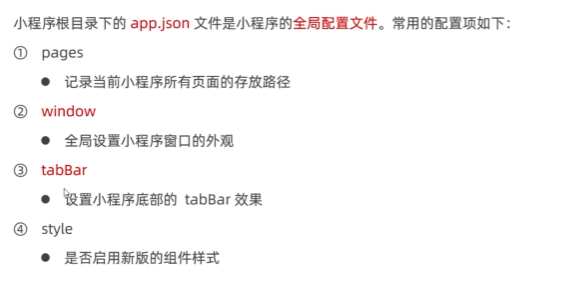 小程序根目录下的 app.json 文件是小程序的全局配置文件。常用的配置项如下：
① pages
● 记录当前小程序所有页面的存放路径
② window
● 全局设置小程序窗口的外观
③ tabBar
● 设置小程序底部的 tabBar 效果
④ style
● 是否启用新版的组件样式